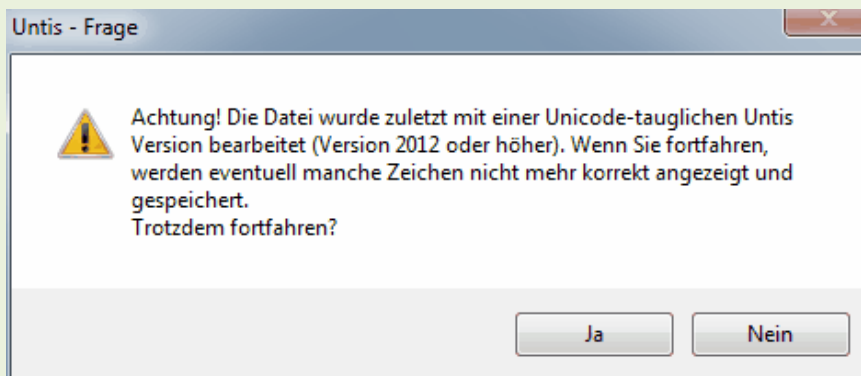 Untis - Frage
Achtung! Die Datei wurde zuletzt mit einer Unicode-tauglichen Untis
Version bearbeitet (Version 2012 oder höher). Wenn Sie fortfahren,
werden eventuell manche Zeichen nicht mehr korrekt angezeigt und
gespeichert.
Trotzdem fortfahren?
Ja
Nein